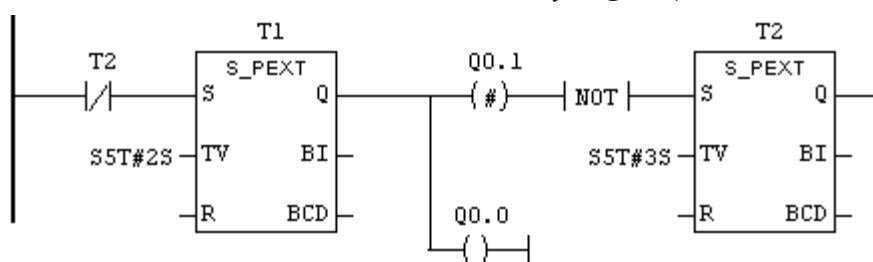 T1
T2
T2
S_PEXT
Q0.1
S_PEXT
S
Q
(#)
NOT
S
Q
S5T#2S
TV
BI
S5T#3S
TV
BI
R
BCD
Q0.0
R
BCD